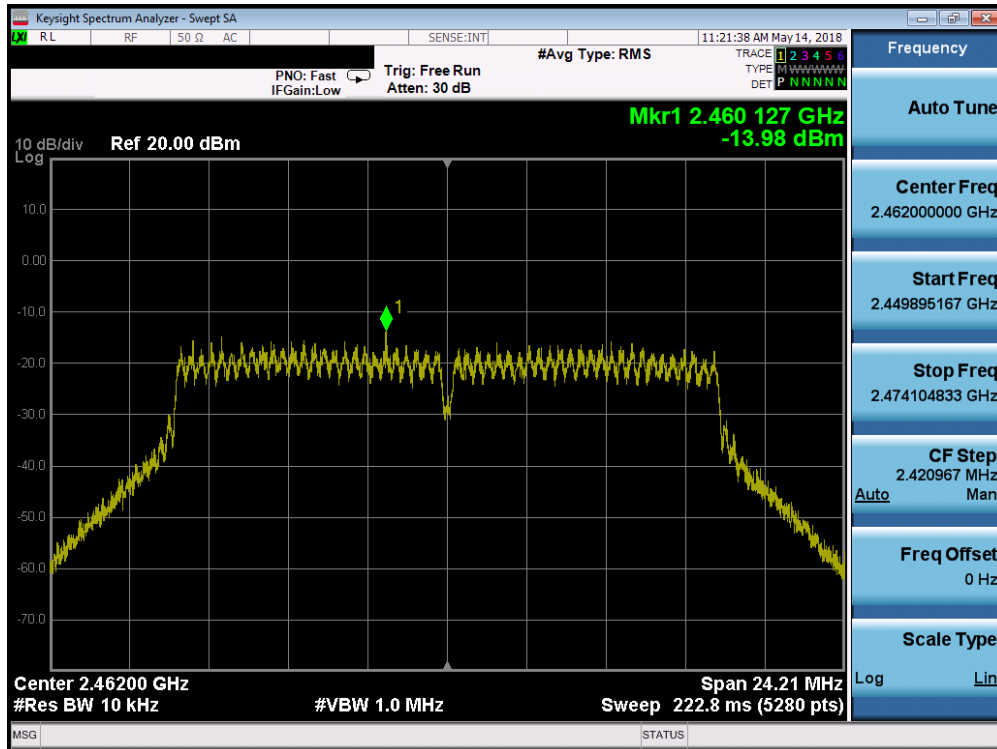 Keysight Spectrum Analyzer - Swept SA
LXI RL RF 50 Ω AC SENSE:INT 11:21:38 AM May 14, 2018
#Avg Type: RMS TRACE 1 2 3 4 5 6
PNO: Fast Trig: Free Run TYPE M WWWWW
IFGain:Low Atten: 30 dB DET P N N N N N
Mkr1 2.460 127 GHz
-13.98 dBm
10 dB/div Ref 20.00 dBm
Log
10.0
0.00
-10.0
1
-20.0
-30.0
-40.0
-50.0
-60.0
-70.0
Center 2.46200 GHz Span 24.21 MHz
#Res BW 10 kHz #VBW 1.0 MHz Sweep 222.8 ms (5280 pts)
MSG STATUS
Frequency
Auto Tune
Center Freq
2.462000000 GHz
Start Freq
2.449895167 GHz
Stop Freq
2.474104833 GHz
CF Step
2.420967 MHz
Auto Man
Freq Offset
0 Hz
Scale Type
Log Lin